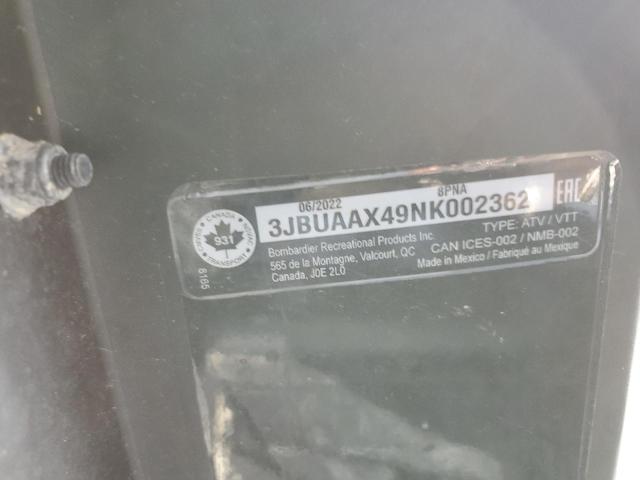 06/2022 8PNA
3JBUAAX49NK002362
EAC
CANADA
931
TRANSPORT
Bombardier Recreational Products Inc.
565 de la Montagne, Valcourt, QC
Canada, J0E 2L0
TYPE: ATV / VTT
CAN ICES-002 / NMB-002
Made in Mexico / Fabriqué au Mexique
8165